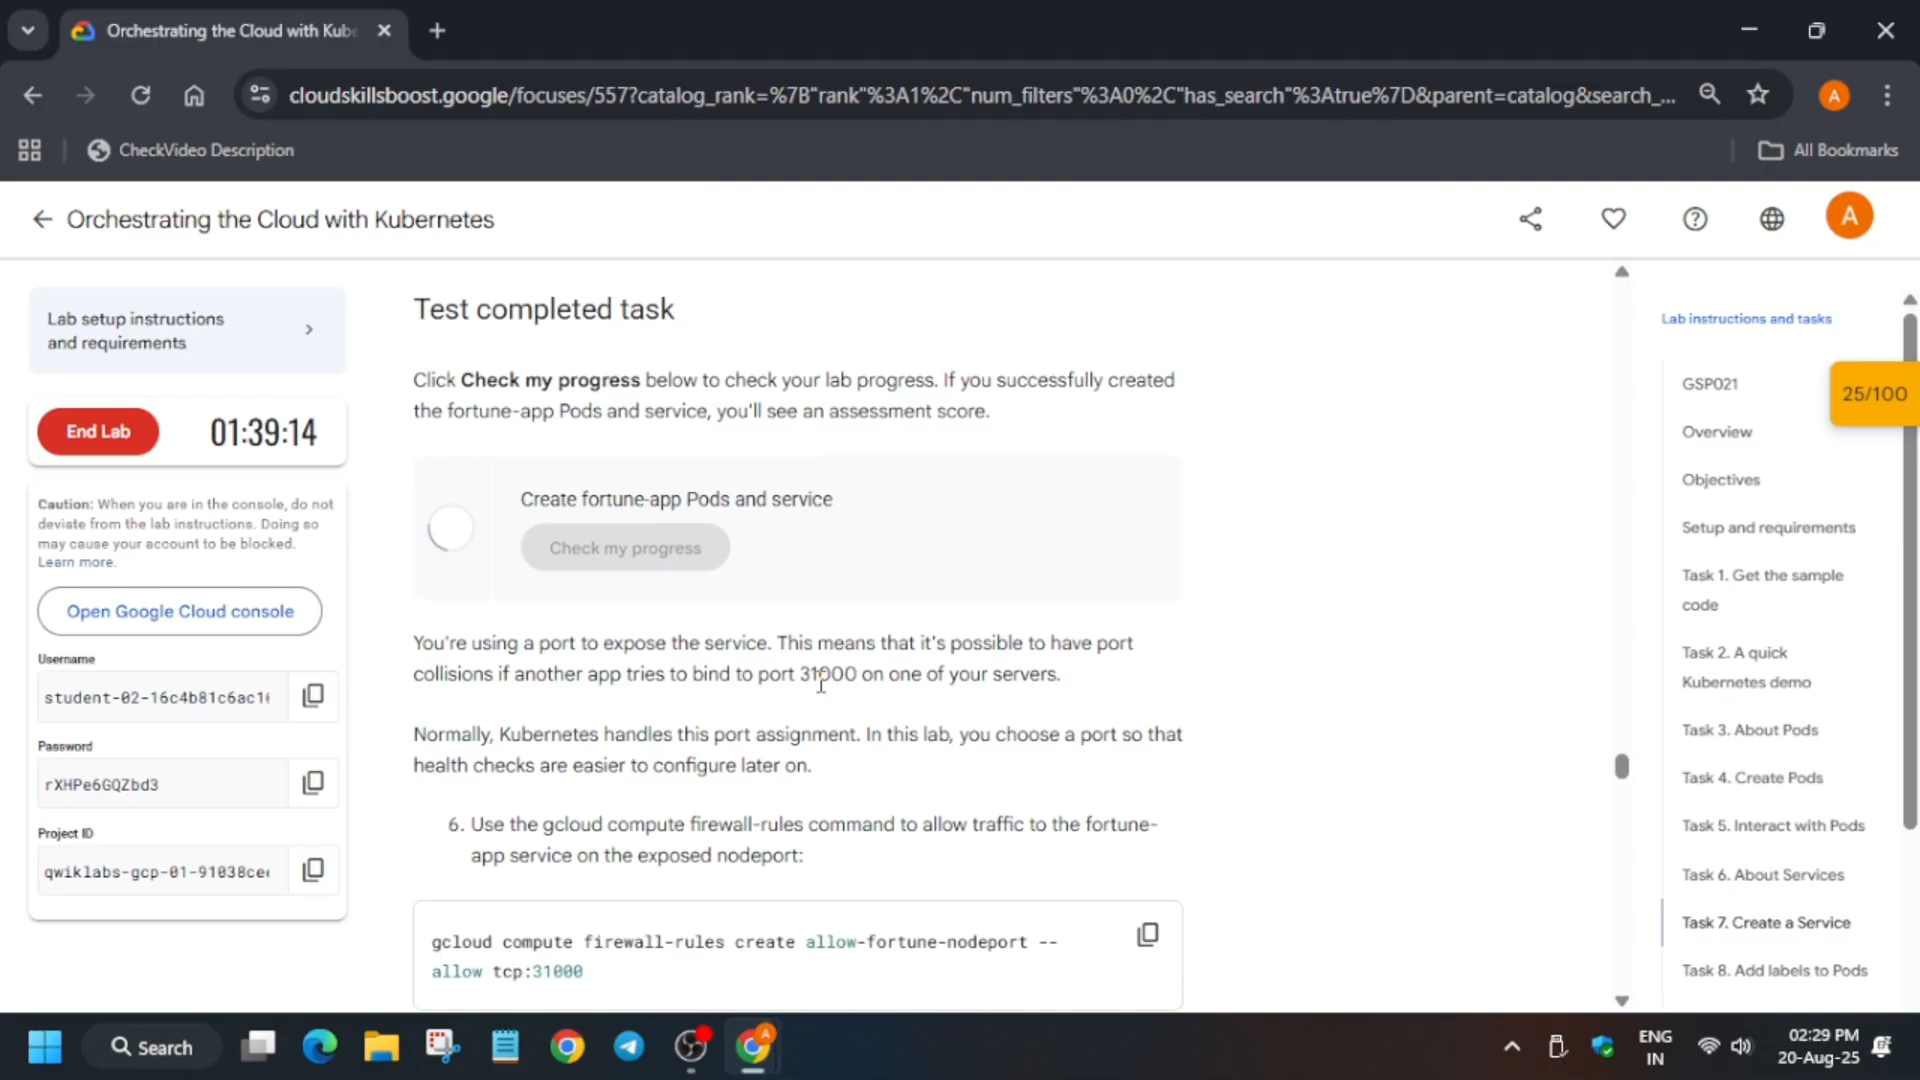 Orchestrating the Cloud with Kube
cloudskillsboost.google/focuses/557?catalog_rank=%7B"rank"%3A1%2C"num_filters"%3A0%2C"has_search"%3Atrue%7D&parent=catalog&search_...
A
CheckVideo Description
All Bookmarks
Orchestrating the Cloud with Kubernetes
A
Lab setup instructions
and requirements
End Lab
01:39:14
Caution: When you are in the console, do not
deviate from the lab instructions. Doing so
may cause your account to be blocked.
Learn more.
Open Google Cloud console
Username
student-02-16c4b81c6ac1
Password
rXHPe6GQZbd3
Project ID
qwiklabs-gcp-01-91038ce
Test completed task
Click Check my progress below to check your lab progress. If you successfully created
the fortune-app Pods and service, you'll see an assessment score.
Create fortune-app Pods and service
Check my progress
You're using a port to expose the service. This means that it's possible to have port
collisions if another app tries to bind to port 31000 on one of your servers.
Normally, Kubernetes handles this port assignment. In this lab, you choose a port so that
health checks are easier to configure later on.
6. Use the gcloud compute firewall-rules command to allow traffic to the fortune-
app service on the exposed nodeport:
gcloud compute firewall-rules create allow-fortune-nodeport --
allow tcp:31000
Lab instructions and tasks
GSP021
25/100
Overview
Objectives
Setup and requirements
Task 1. Get the sample
code
Task 2. A quick
Kubernetes demo
Task 3. About Pods
Task 4. Create Pods
Task 5. Interact with Pods
Task 6. About Services
Task 7. Create a Service
Task 8. Add labels to Pods
Search
A
ENG
IN
02:29 PM
20-Aug-25